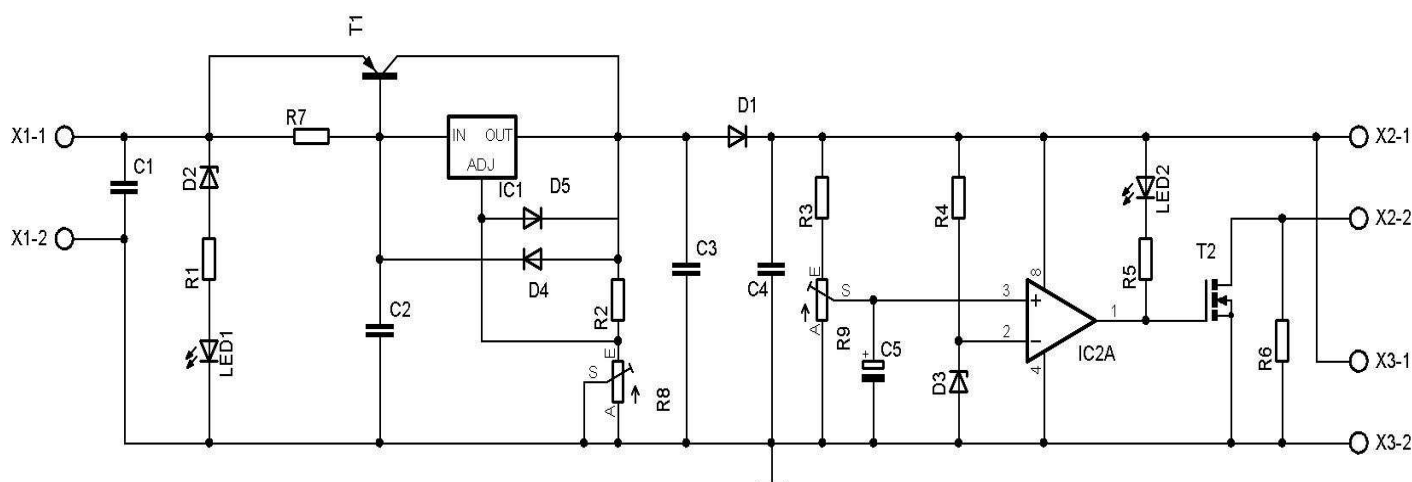 T1
X1-1
R7
IN OUT
ADJ
IC1
D1
X2-1
C1
D2
D5
R3
R4
LED2
X1-2
R1
D4
C3
C4
R5
T2
X2-2
E
S
A
R9
3
2
8
4
1
+
−
IC2A
C2
R2
LED1
E
S
A
R8
+
C5
D3
R6
X3-1
X3-2